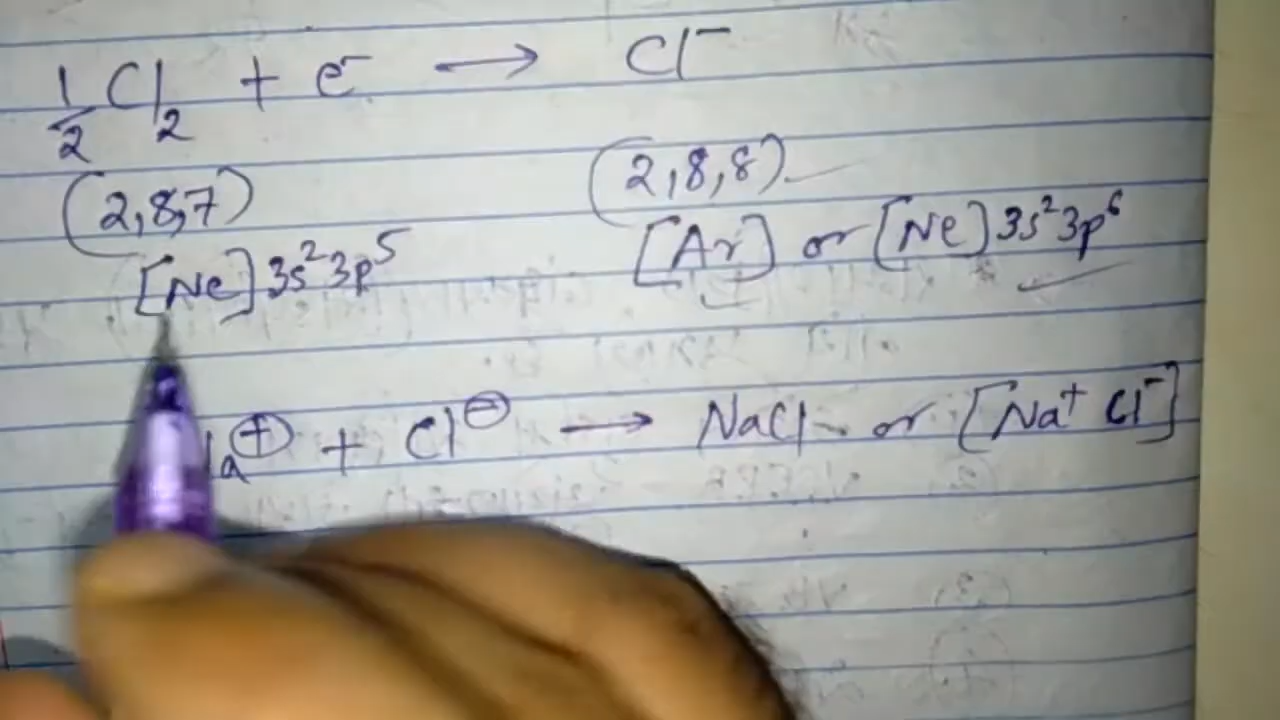 ½ Cl₂ + e⁻ → Cl⁻
(2,8,7) (2,8,8)
[Ne] 3s² 3p⁵ [Ar] or [Ne] 3s² 3p⁶
a⊕ + Cl⊖ → NaCl or [Na⁺ Cl⁻]